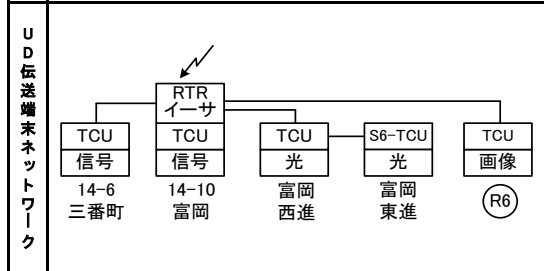 UD伝送端末ネットワーク
RTR
イーサ
TCU
信号
14-6
三番町
TCU
信号
14-10
富岡
TCU
光
富岡
西進
S6-TCU
光
富岡
東進
TCU
画像
R6